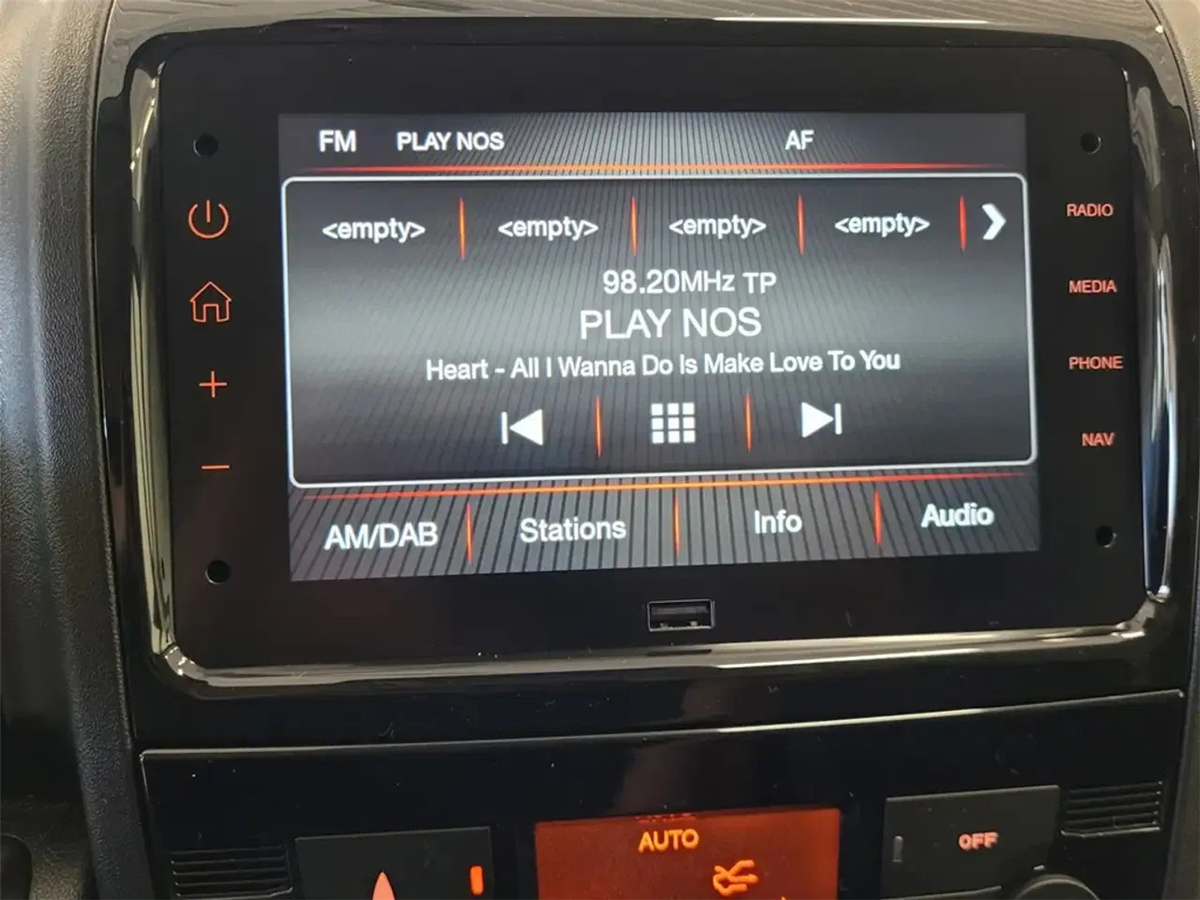 FM PLAY NOS AF
<empty> <empty> <empty> <empty>
RADIO
98.20MHz TP
MEDIA
PLAY NOS
Heart - All I Wanna Do Is Make Love To You
PHONE
NAV
AM/DAB Stations Info Audio
AUTO
OFF